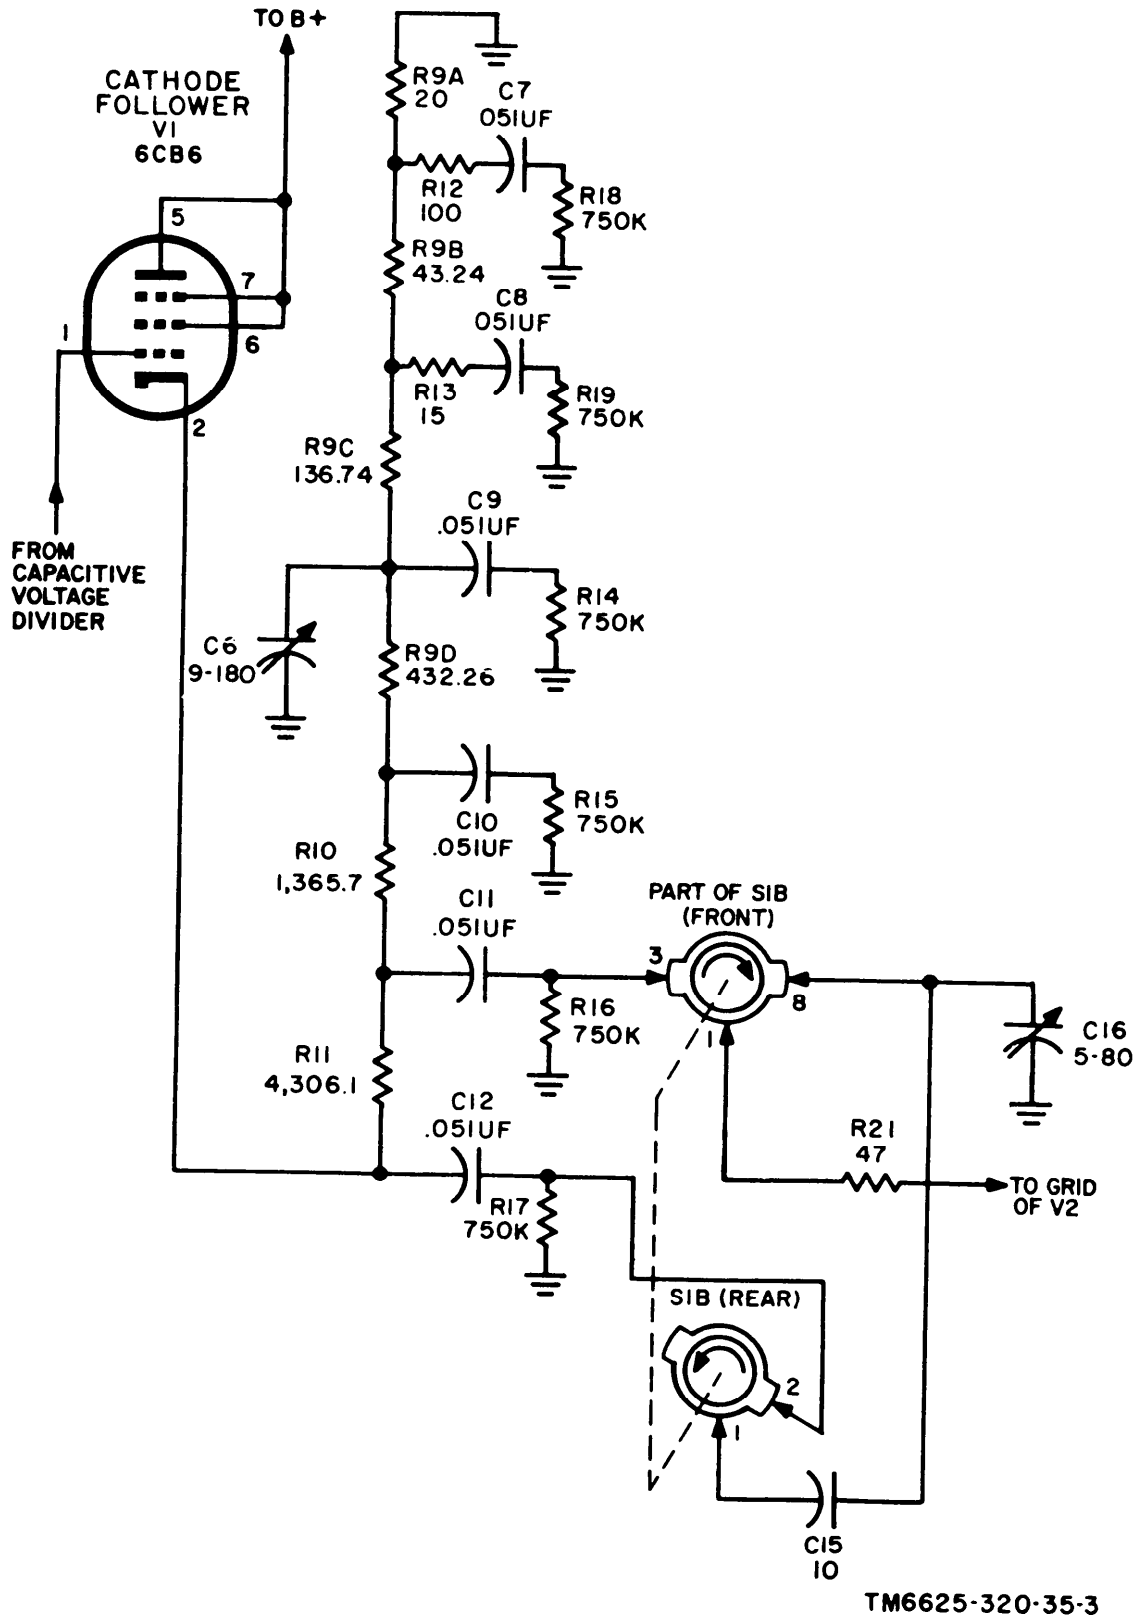 TO B+
CATHODE
FOLLOWER
V1
6CB6
5
7
6
1
2
FROM
CAPACITIVE
VOLTAGE
DIVIDER
R9A
20
C7
051UF
R12
100
R18
750K
R9B
43.24
C8
051UF
R13
15
R19
750K
R9C
136.74
C9
.051UF
R14
750K
C6
9-180
R9D
432.26
C10
.051UF
R15
750K
R10
1,365.7
C11
.051UF
R16
750K
PART OF S1B
(FRONT)
3
8
1
C16
5-80
R11
4,306.1
C12
.051UF
R17
750K
R21
47
TO GRID
OF V2
S1B (REAR)
2
1
C15
10
TM6625-320-35-3